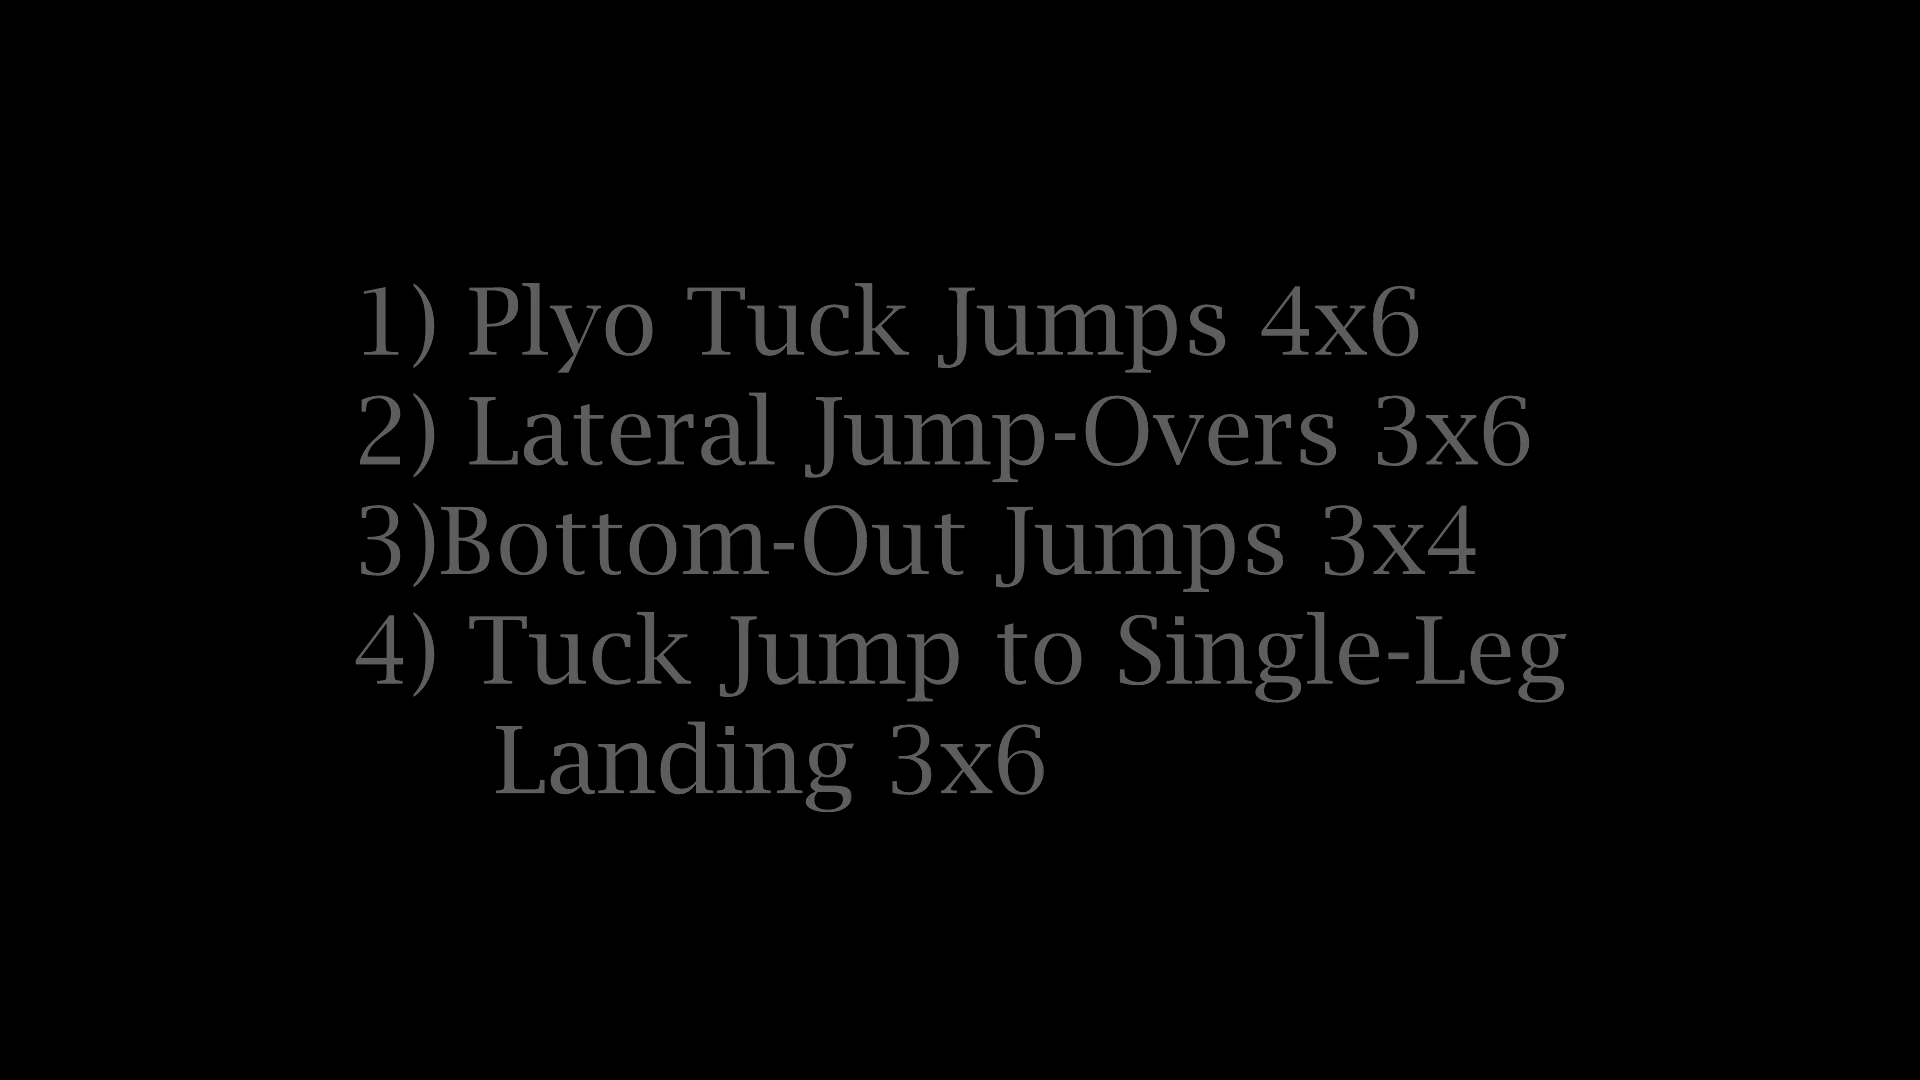 1) Plyo Tuck Jumps 4x6
2) Lateral Jump-Overs 3x6
3)Bottom-Out Jumps 3x4
4) Tuck Jump to Single-Leg
Landing 3x6